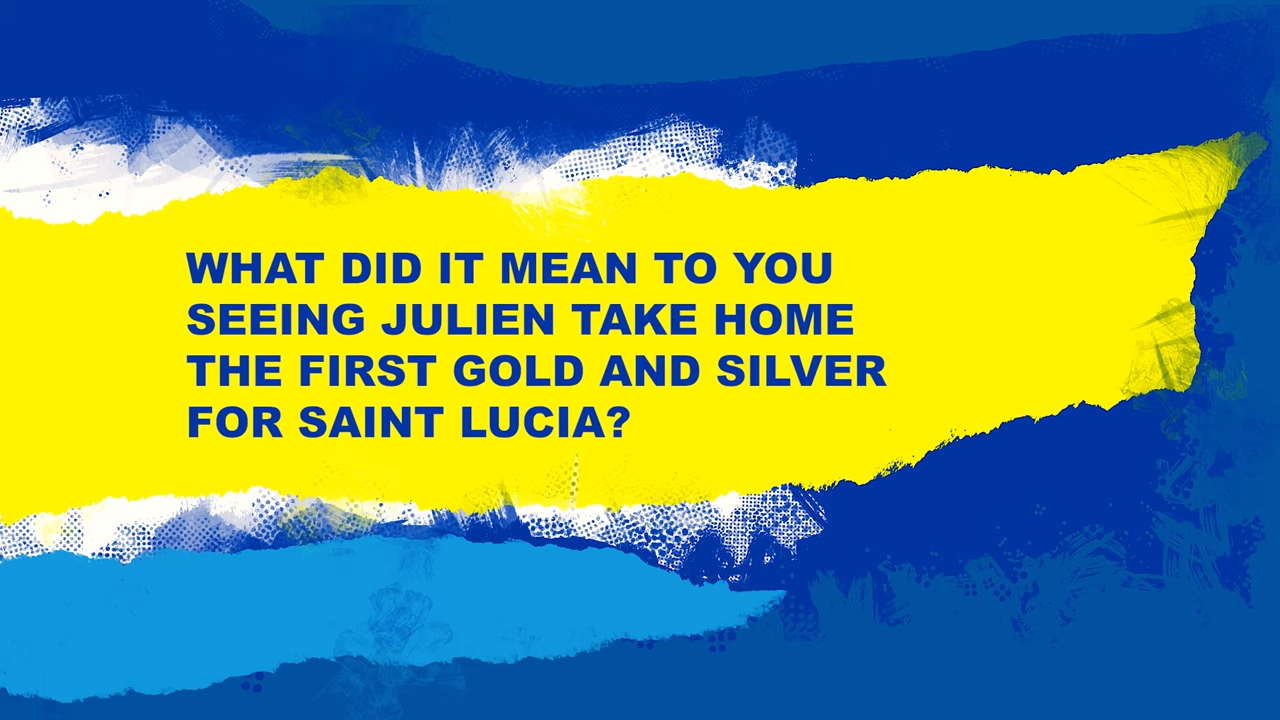 WHAT DID IT MEAN TO YOU
SEEING JULIEN TAKE HOME
THE FIRST GOLD AND SILVER
FOR SAINT LUCIA?